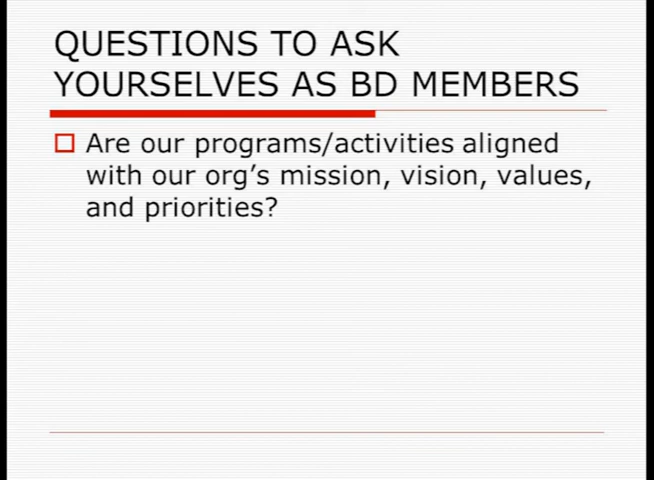 QUESTIONS TO ASK
YOURSELVES AS BD MEMBERS
Are our programs/activities aligned
with our org's mission, vision, values,
and priorities?